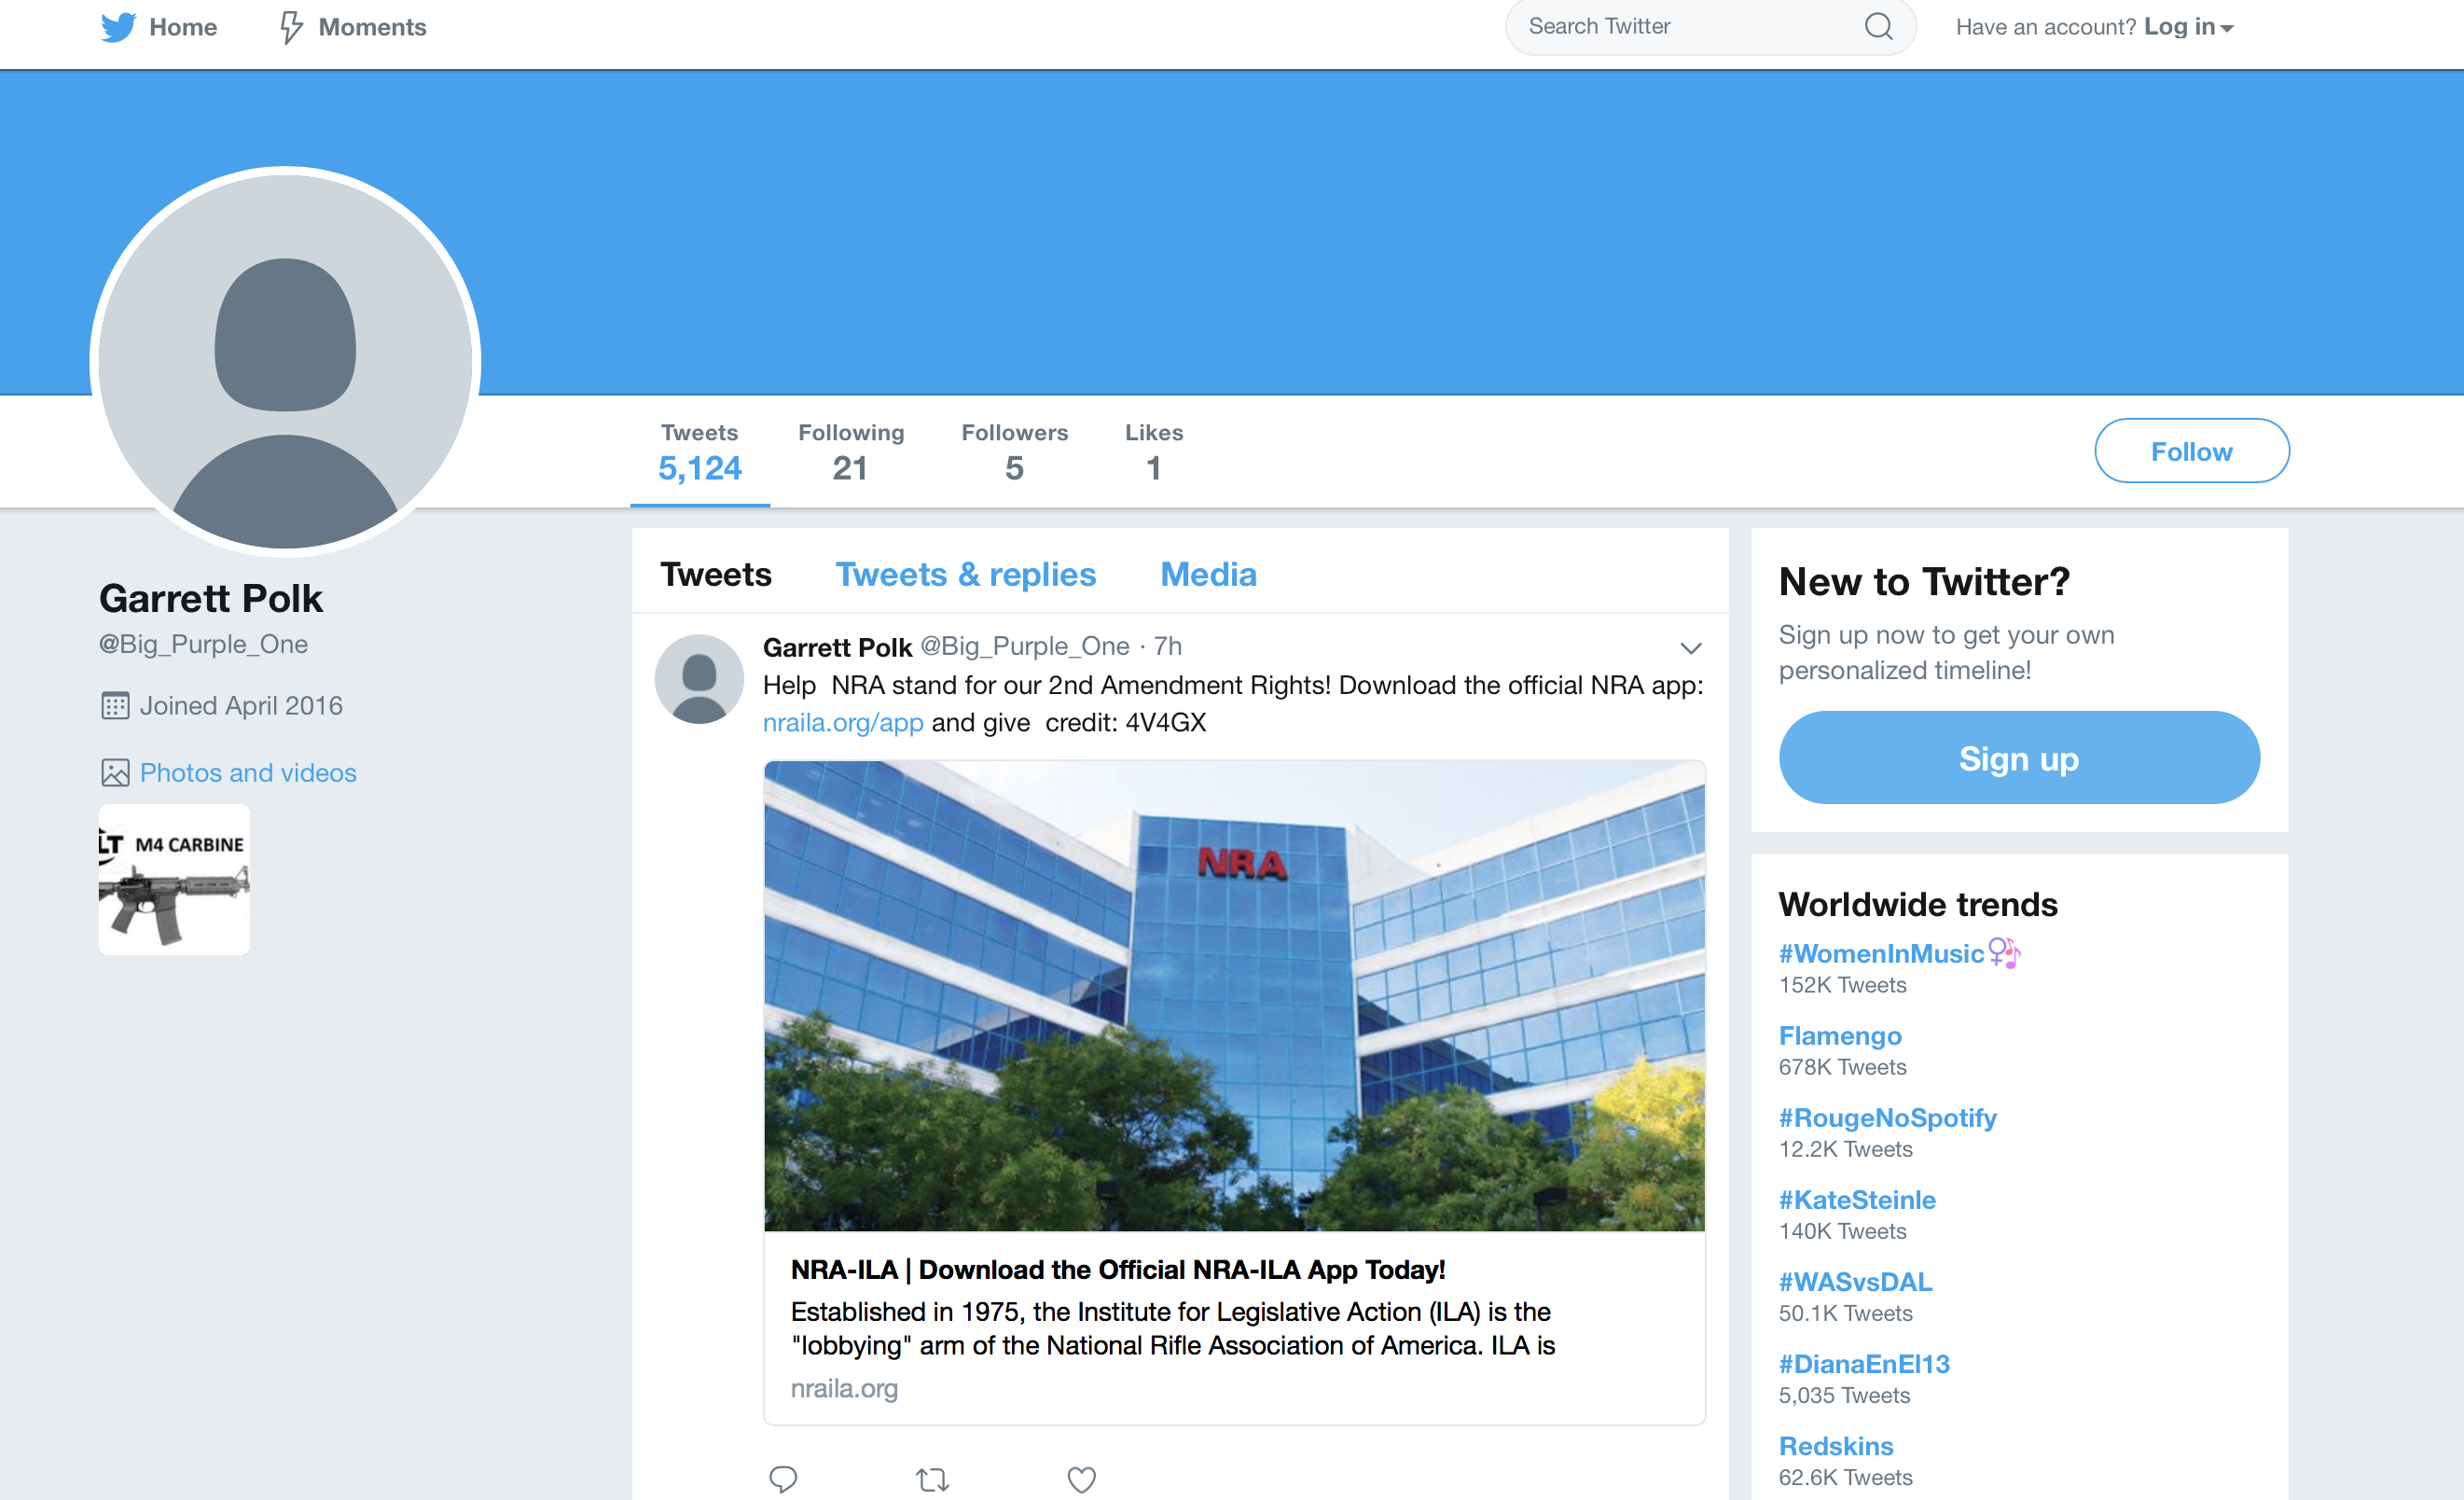 Home
Moments
Search Twitter
Have an account? Log in
Tweets
5,124
Following
21
Followers
5
Likes
1
Follow
Garrett Polk
@Big_Purple_One
Joined April 2016
Photos and videos
LT M4 CARBINE
Tweets
Tweets & replies
Media
Garrett Polk @Big_Purple_One · 7h
Help  NRA stand for our 2nd Amendment Rights! Download the official NRA app:
nraila.org/app and give  credit: 4V4GX
NRA
NRA-ILA | Download the Official NRA-ILA App Today!
Established in 1975, the Institute for Legislative Action (ILA) is the
"lobbying" arm of the National Rifle Association of America. ILA is
nraila.org
New to Twitter?
Sign up now to get your own
personalized timeline!
Sign up
Worldwide trends
#WomenInMusic
152K Tweets
Flamengo
678K Tweets
#RougeNoSpotify
12.2K Tweets
#KateSteinle
140K Tweets
#WASvsDAL
50.1K Tweets
#DianaEnEl13
5,035 Tweets
Redskins
62.6K Tweets